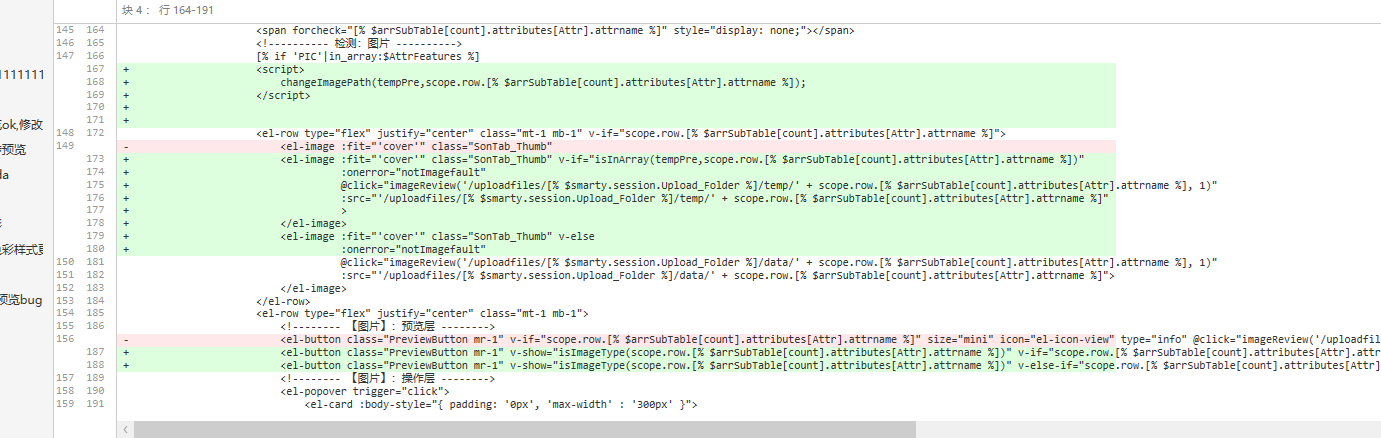 块 4： 行 164-191
145 164 <span forcheck="[% $arrSubTable[count].attributes[Attr].attrname %]" style="display: none;"></span>
146 165 <!---------- 检测：图片 ---------->
147 166 [% if 'PIC'|in_array:$AttrFeatures %]
167 + <script>
168 + changeImagePath(tempPre,scope.row.[% $arrSubTable[count].attributes[Attr].attrname %]);
169 + </script>
170 +
171 +
148 172 <el-row type="flex" justify="center" class="mt-1 mb-1" v-if="scope.row.[% $arrSubTable[count].attributes[Attr].attrname %]">
149 - <el-image :fit="'cover'" class="SonTab_Thumb"
173 + <el-image :fit="'cover'" class="SonTab_Thumb" v-if="isInArray(tempPre,scope.row.[% $arrSubTable[count].attributes[Attr].attrname %])"
174 + :onerror="notImagefault"
175 + @click="imageReview('/uploadfiles/[% $smarty.session.Upload_Folder %]/temp/' + scope.row.[% $arrSubTable[count].attributes[Attr].attrname %], 1)"
176 + :src="'/uploadfiles/[% $smarty.session.Upload_Folder %]/temp/' + scope.row.[% $arrSubTable[count].attributes[Attr].attrname %]"
177 + >
178 + </el-image>
179 + <el-image :fit="'cover'" class="SonTab_Thumb" v-else
180 + :onerror="notImagefault"
150 181 @click="imageReview('/uploadfiles/[% $smarty.session.Upload_Folder %]/data/' + scope.row.[% $arrSubTable[count].attributes[Attr].attrname %], 1)"
151 182 :src="'/uploadfiles/[% $smarty.session.Upload_Folder %]/data/' + scope.row.[% $arrSubTable[count].attributes[Attr].attrname %]">
152 183 </el-image>
153 184 </el-row>
154 185 <el-row type="flex" justify="center" class="mt-1 mb-1">
155 186 <!-------- 【图片】：预览层 -------->
156 - <el-button class="PreviewButton mr-1" v-if="scope.row.[% $arrSubTable[count].attributes[Attr].attrname %]" size="mini" icon="el-icon-view" type="info" @click="imageReview('/uploadfil
187 + <el-button class="PreviewButton mr-1" v-show="isImageType(scope.row.[% $arrSubTable[count].attributes[Attr].attrname %])" v-if="scope.row.[% $arrSubTable[count].attributes[Attr].attr
188 + <el-button class="PreviewButton mr-1" v-show="isImageType(scope.row.[% $arrSubTable[count].attributes[Attr].attrname %])" v-else-if="scope.row.[% $arrSubTable[count].attributes[Attr]
157 189 <!-------- 【图片】：操作层 -------->
158 190 <el-popover trigger="click">
159 191 <el-card :body-style="{ padding: '0px', 'max-width' : '300px' }">
1111111
ok,修改
预览
da
彩样式更
预览bug